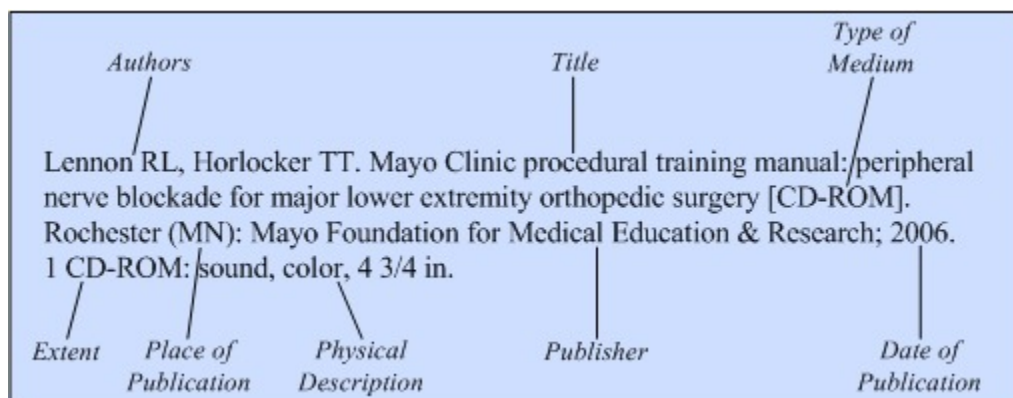 Type of
Authors Title Medium
Lennon RL, Horlocker TT. Mayo Clinic procedural training manual: peripheral
nerve blockade for major lower extremity orthopedic surgery [CD-ROM].
Rochester (MN): Mayo Foundation for Medical Education & Research; 2006.
1 CD-ROM: sound, color, 4 3/4 in.
Extent Place of Physical Publisher Date of
Publication Description Publication